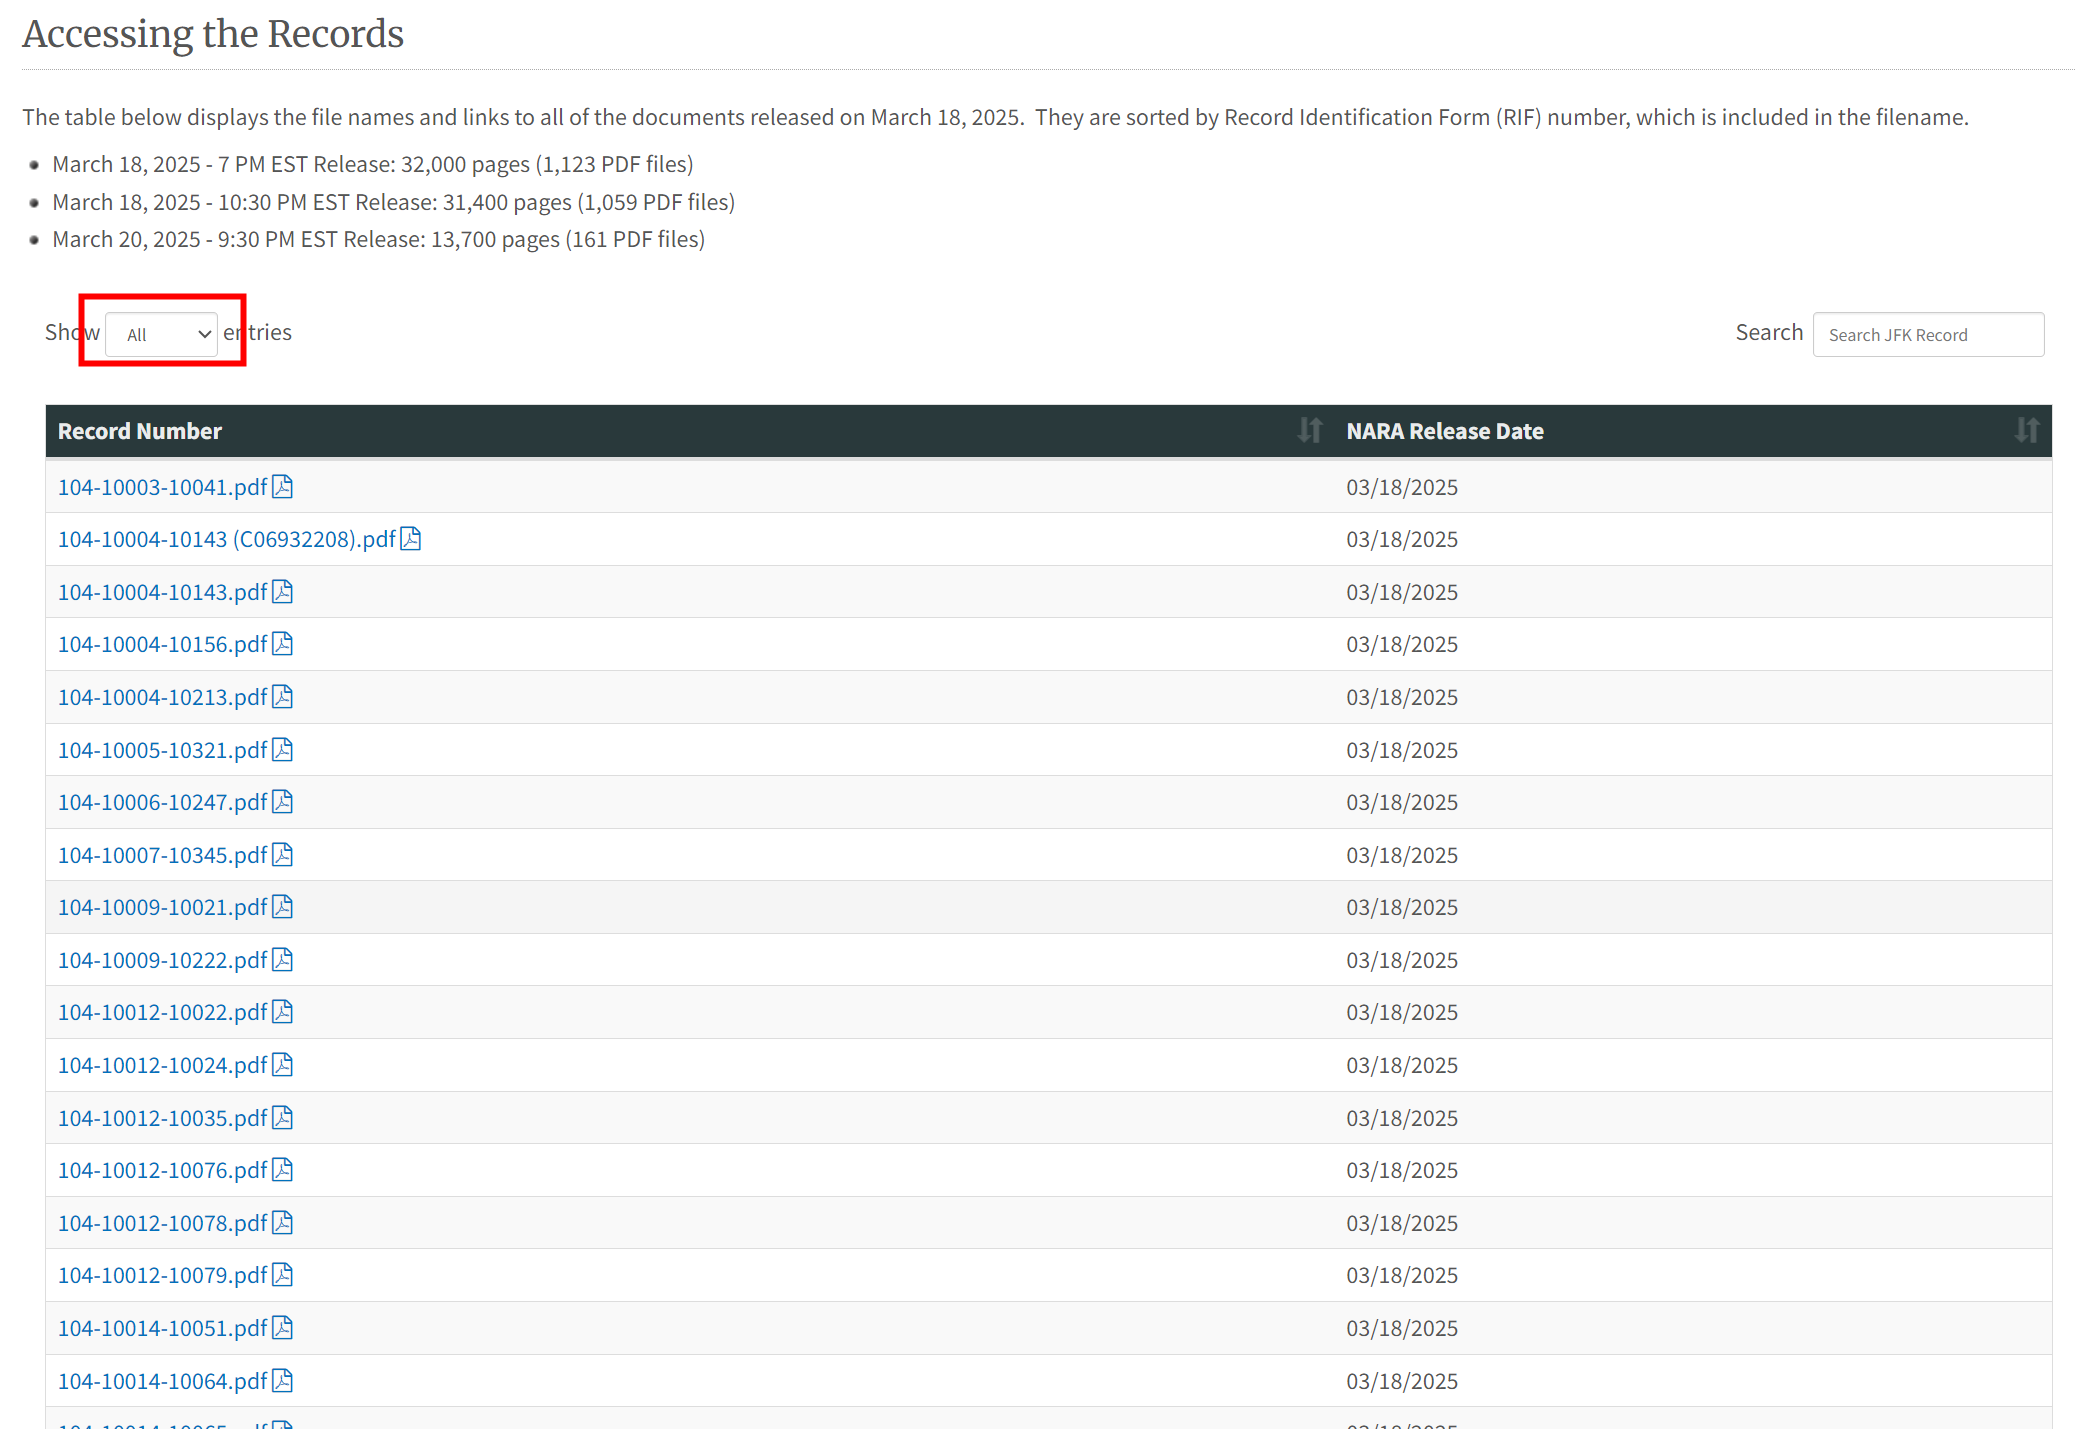 Accessing the Records
The table below displays the file names and links to all of the documents released on March 18, 2025.  They are sorted by Record Identification Form (RIF) number, which is included in the filename.
March 18, 2025 - 7 PM EST Release: 32,000 pages (1,123 PDF files)
March 18, 2025 - 10:30 PM EST Release: 31,400 pages (1,059 PDF files)
March 20, 2025 - 9:30 PM EST Release: 13,700 pages (161 PDF files)
Show All entries Search Search JFK Record
Record Number NARA Release Date
104-10003-10041.pdf 03/18/2025
104-10004-10143 (C06932208).pdf 03/18/2025
104-10004-10143.pdf 03/18/2025
104-10004-10156.pdf 03/18/2025
104-10004-10213.pdf 03/18/2025
104-10005-10321.pdf 03/18/2025
104-10006-10247.pdf 03/18/2025
104-10007-10345.pdf 03/18/2025
104-10009-10021.pdf 03/18/2025
104-10009-10222.pdf 03/18/2025
104-10012-10022.pdf 03/18/2025
104-10012-10024.pdf 03/18/2025
104-10012-10035.pdf 03/18/2025
104-10012-10076.pdf 03/18/2025
104-10012-10078.pdf 03/18/2025
104-10012-10079.pdf 03/18/2025
104-10014-10051.pdf 03/18/2025
104-10014-10064.pdf 03/18/2025